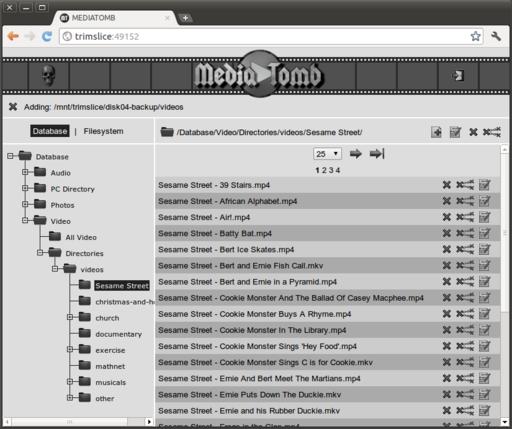 MEDIATOMB
trimslice:49152
MediaTomb
Adding: /mnt/trimslice/disk04-backup/videos
Database | Filesystem
/Database/Video/Directories/videos/Sesame Street/
25
1 2 3 4
Database
Audio
PC Directory
Photos
Video
All Video
Directories
videos
Sesame Street
christmas-and-h
church
documentary
exercise
mathnet
musicals
other
Sesame Street - 39 Stairs.mp4
Sesame Street - African Alphabet.mp4
Sesame Street - Air!.mp4
Sesame Street - Batty Bat.mp4
Sesame Street - Bert Ice Skates.mp4
Sesame Street - Bert and Ernie Fish Call.mkv
Sesame Street - Bert and Ernie in a Pyramid.mp4
Sesame Street - Cookie Monster And The Ballad Of Casey Macphee.mp4
Sesame Street - Cookie Monster Buys A Rhyme.mp4
Sesame Street - Cookie Monster In The Library.mp4
Sesame Street - Cookie Monster Sings 'Hey Food'.mp4
Sesame Street - Cookie Monster Sings C is for Cookie.mkv
Sesame Street - Ernie And Bert Meet The Martians.mp4
Sesame Street - Ernie Puts Down The Duckie.mkv
Sesame Street - Ernie and his Rubber Duckie.mkv